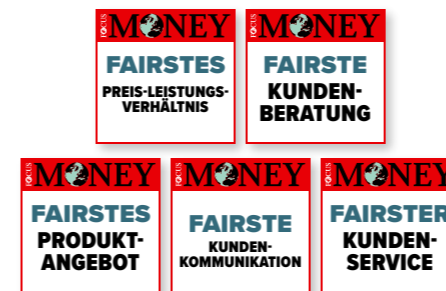 FOCUS MONEY
FAIRSTES
PREIS-LEISTUNGS-
VERHÄLTNIS
FOCUS MONEY
FAIRSTE
KUNDEN-
BERATUNG
FOCUS MONEY
FAIRSTES
PRODUKT-
ANGEBOT
FOCUS MONEY
FAIRSTE
KUNDEN-
KOMMUNIKATION
FOCUS MONEY
FAIRSTER
KUNDEN-
SERVICE